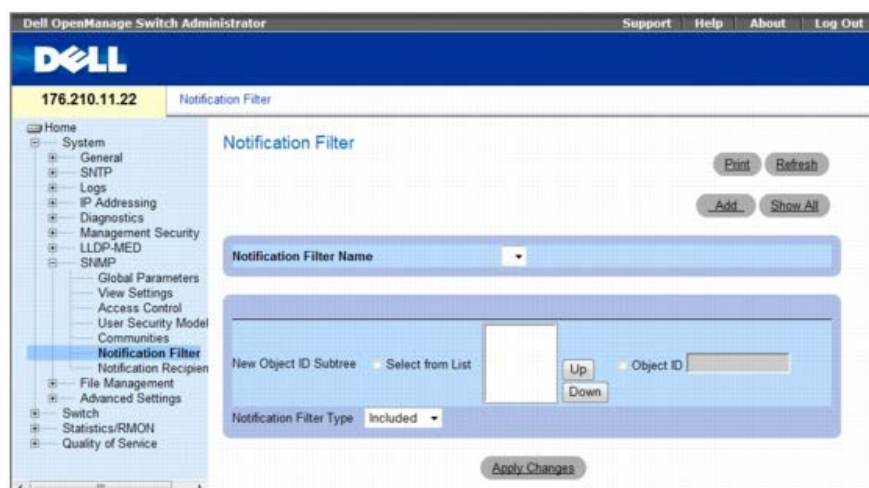 Dell OpenManage Switch Administrator
Support Help About Log Out
DELL
176.210.11.22
Notification Filter
Home
System
General
SNTP
Logs
IP Addressing
Diagnostics
Management Security
LLDP-MED
SNMP
Global Parameters
View Settings
Access Control
User Security Model
Communities
Notification Filter
Notification Recipien
File Management
Advanced Settings
Switch
Statistics/RMON
Quality of Service
Notification Filter
Print Refresh
Add Show All
Notification Filter Name
New Object ID Subtree Select from List Up Down Object ID
Notification Filter Type Included
Apply Changes